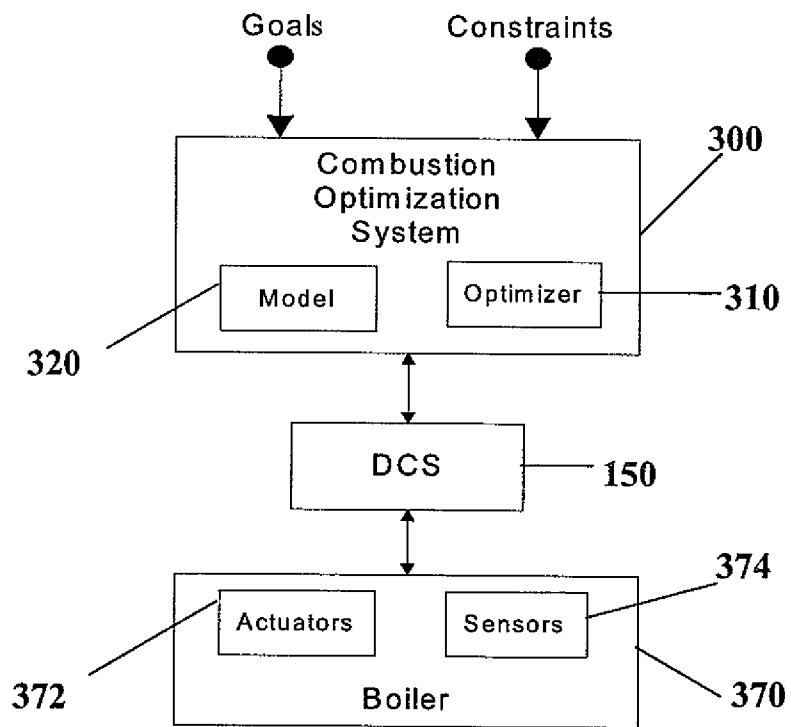 Goals
Constraints
300
Combustion
Optimization
System
Model
Optimizer
310
320
DCS
150
374
Actuators
Sensors
372
370
Boiler